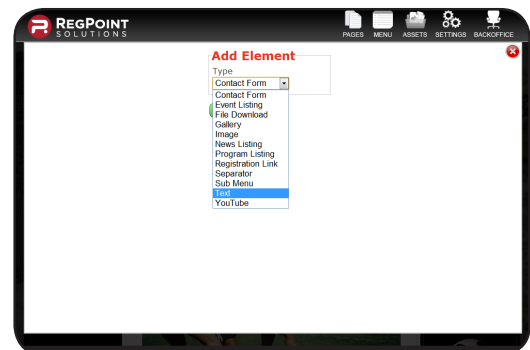 REGPOINT
SOLUTIONS
PAGES MENU ASSETS SETTINGS BACKOFFICE
Add Element
Type
Contact Form
Contact Form
Event Listing
File Download
Gallery
Image
News Listing
Program Listing
Registration Link
Separator
Sub Menu
Text
YouTube